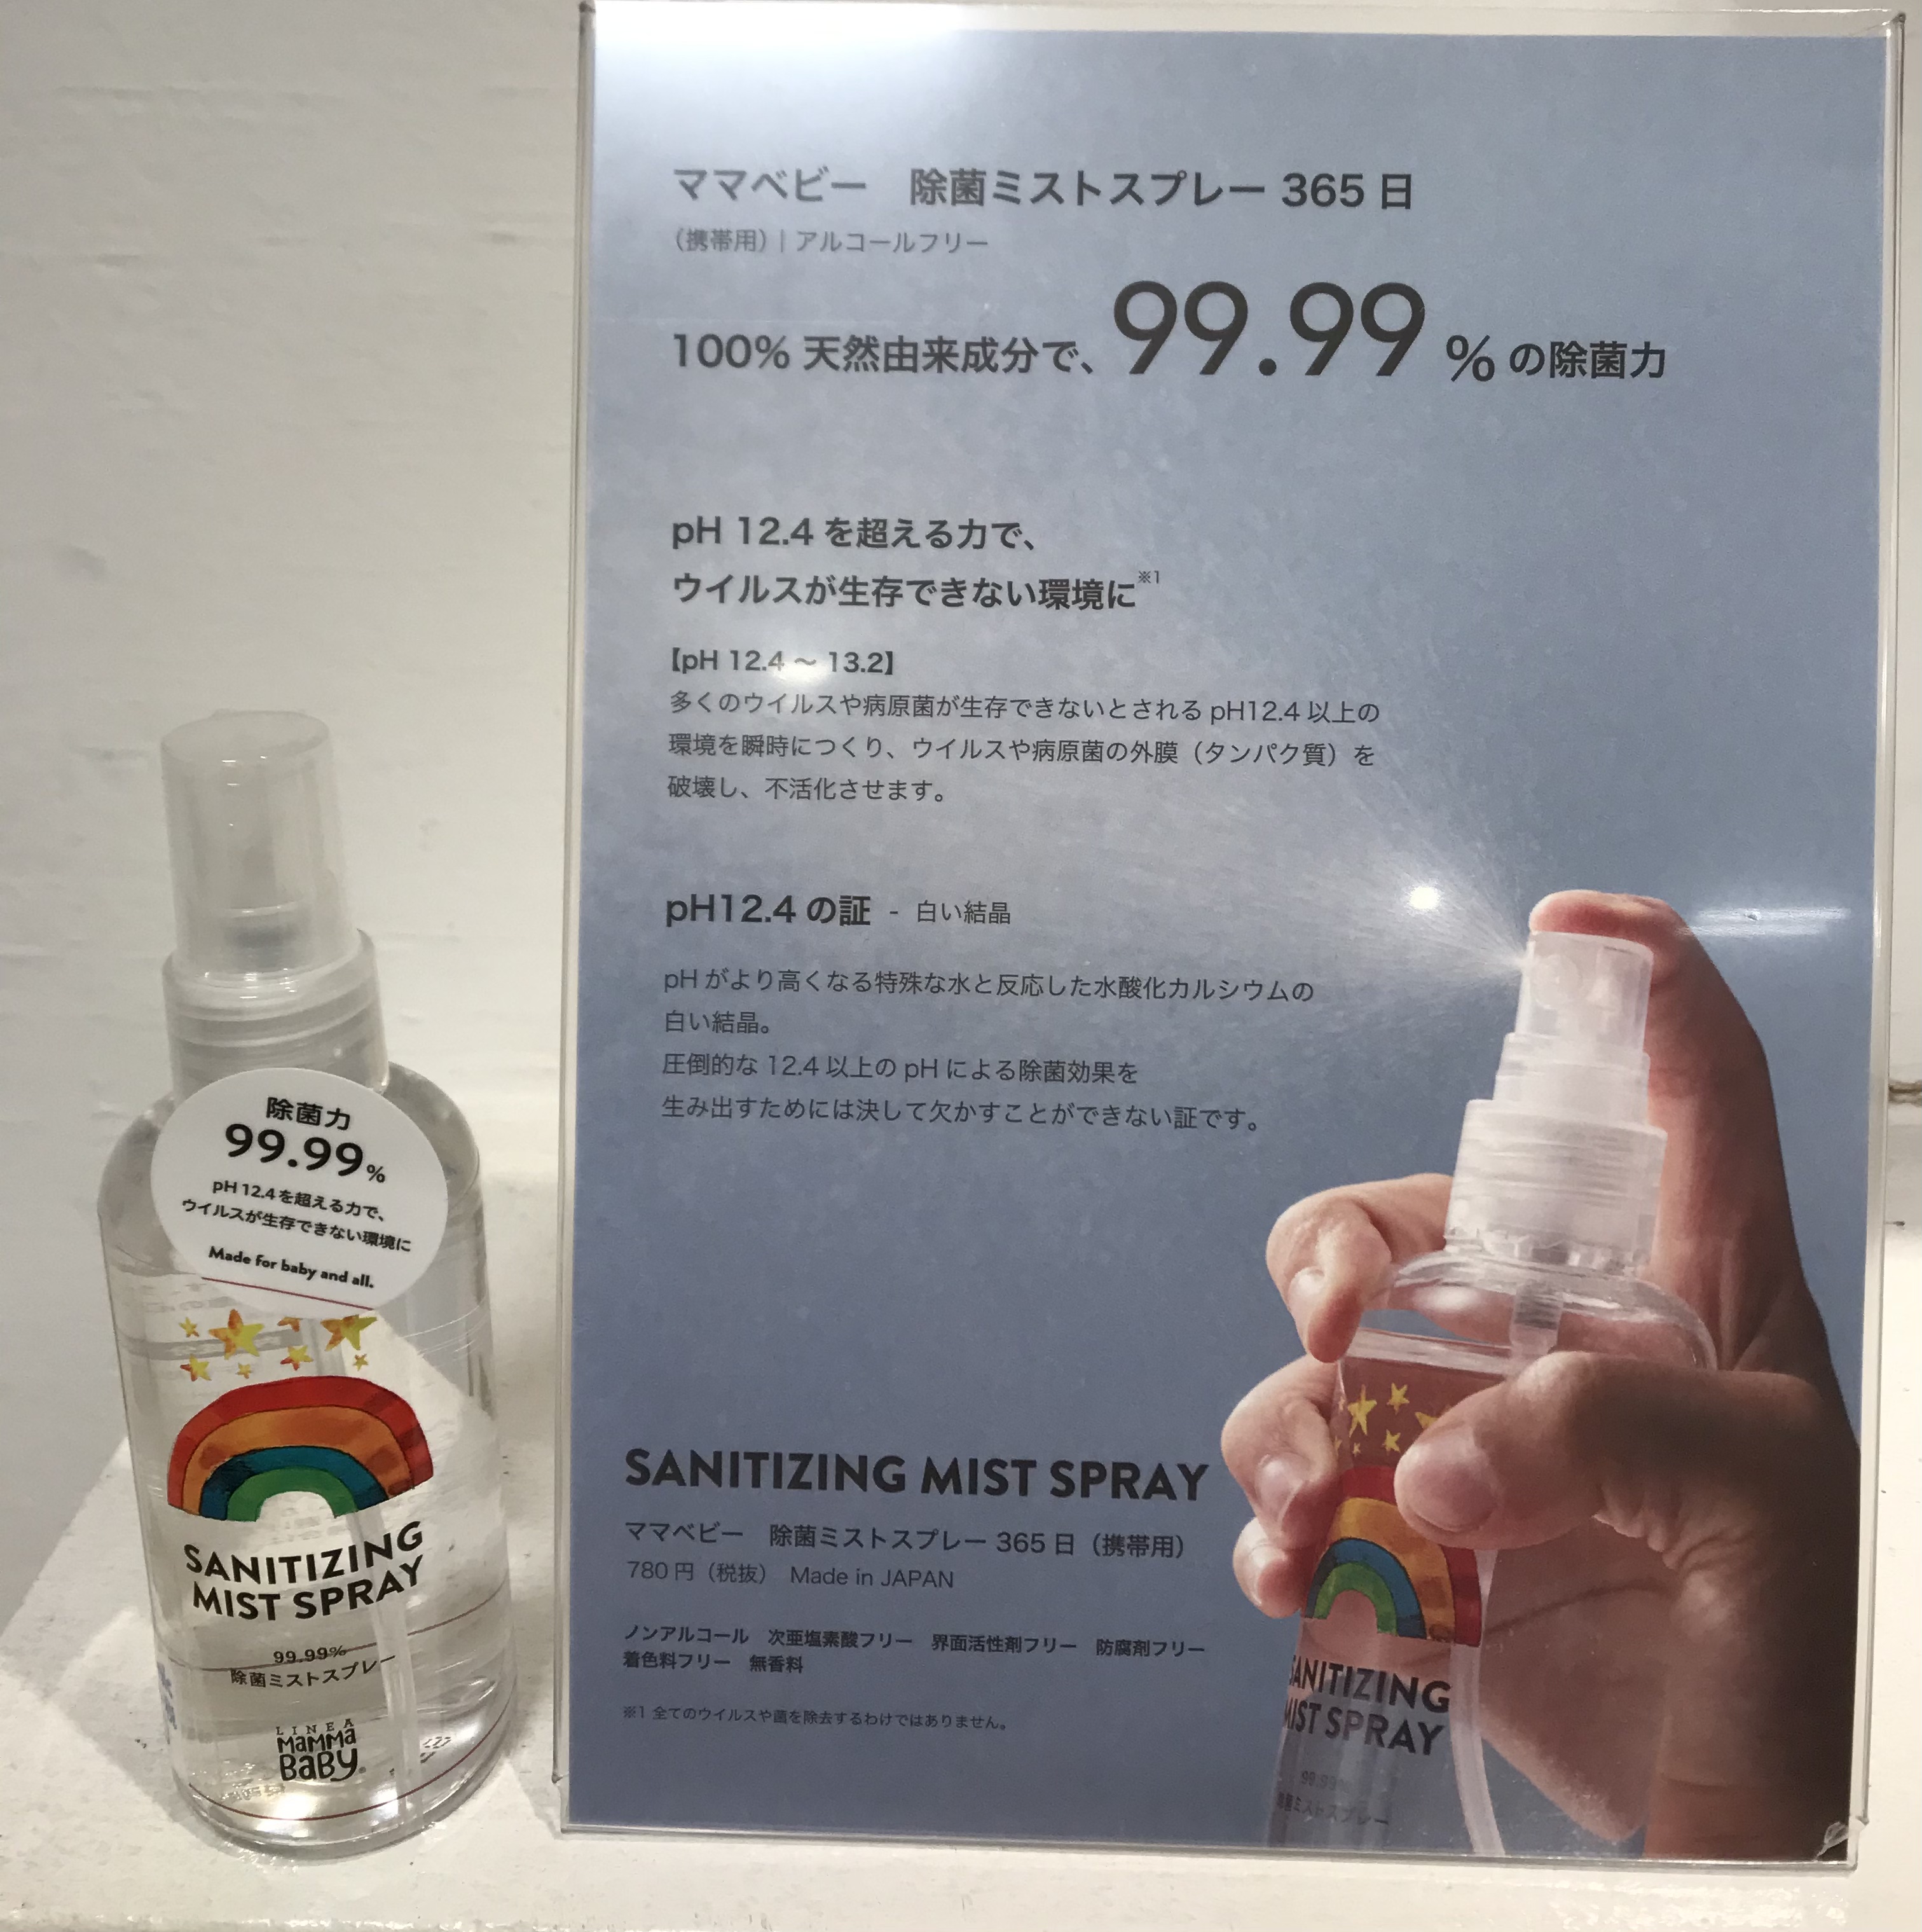 ママベビー　除菌ミストスプレー 365 日
（携帯用）| アルコールフリー
100% 天然由来成分で、99.99 % の除菌力
pH 12.4 を超える力で、
ウイルスが生存できない環境に※1
【pH 12.4 〜 13.2】
多くのウイルスや病原菌が生存できないとされる pH12.4 以上の
環境を瞬時につくり、ウイルスや病原菌の外膜（タンパク質）を
破壊し、不活化させます。
pH12.4 の証 - 白い結晶
pH がより高くなる特殊な水と反応した水酸化カルシウムの
白い結晶。
圧倒的な 12.4 以上の pH による除菌効果を
生み出すためには決して欠かすことができない証です。
SANITIZING MIST SPRAY
ママベビー　除菌ミストスプレー 365 日（携帯用）
780 円（税抜）　Made in JAPAN
ノンアルコール　次亜塩素酸フリー　界面活性剤フリー　防腐剤フリー
着色料フリー　無香料
※1 全てのウイルスや菌を除去するわけではありません。
除菌力
99.99%
pH 12.4を超える力で、
ウイルスが生存できない環境に
Made for baby and all.
SANITIZING
MIST SPRAY
99.99%
除菌ミストスプレー
LINEA
MaMMa
BaBy
SANITIZING
MIST SPRAY
99.99%
除菌ミストスプレー